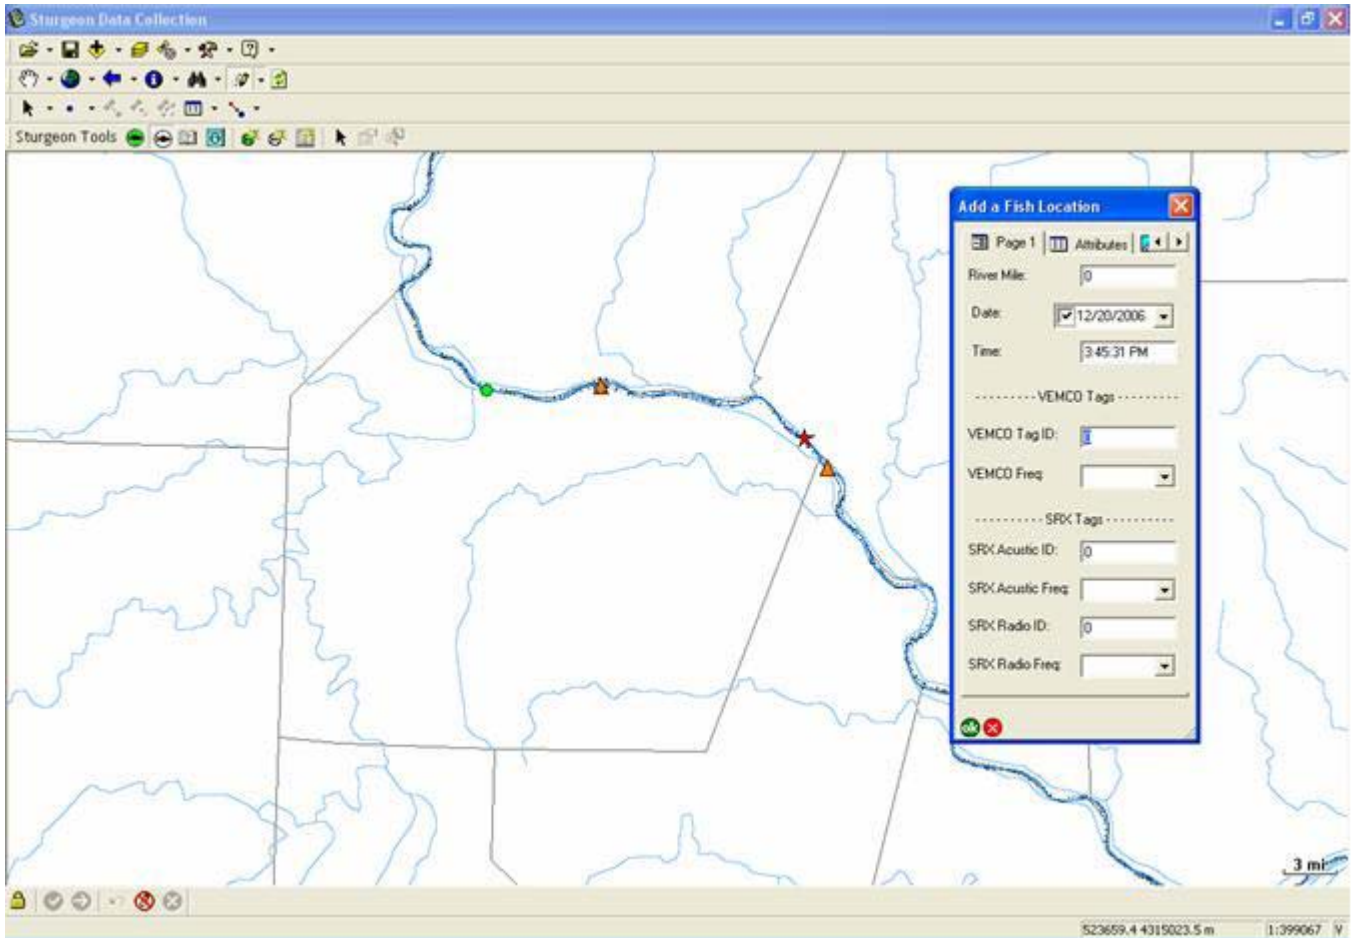 Sturgeon Data Collection
Sturgeon Tools
Add a Fish Location
Page 1 Attributes
River Mile: 0
Date: 12/20/2006
Time: 3:45:31 PM
---------VEMCO Tags---------
VEMCO Tag ID: 0
VEMCO Freq:
----------SRX Tags----------
SRX Acustic ID: 0
SRX Acustic Freq:
SRX Radio ID: 0
SRX Radio Freq:
ok
3 mi
523659.4 4315023.5 m 1:399067 V